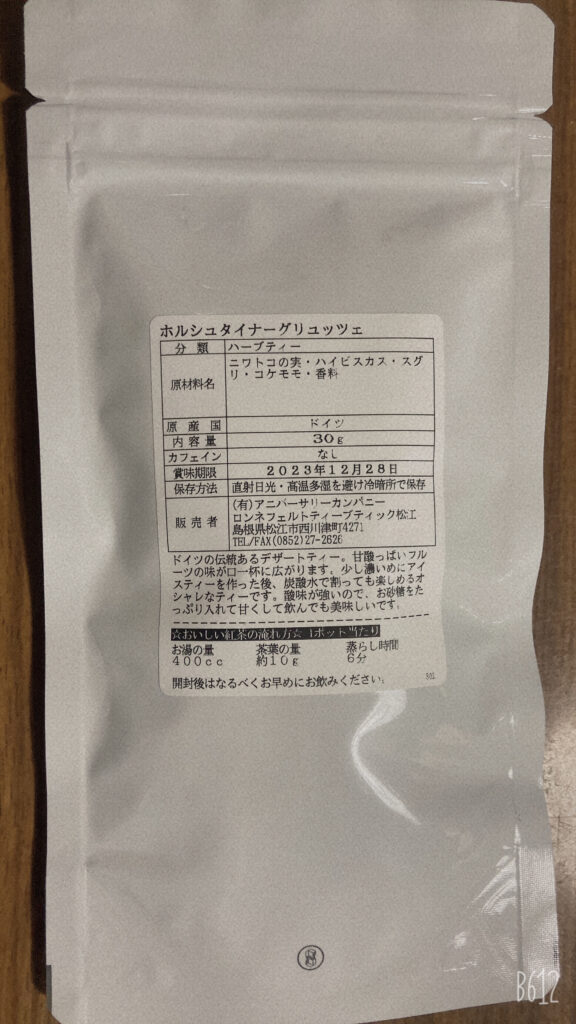 ホルシュタイナーグリュッツェ
分類 ハーブティー
原材料名 ニワトコの実・ハイビスカス・スグ
リ・コケモモ・香料
原産国 ドイツ
内容量 30g
カフェイン なし
賞味期限 2023年12月28日
保存方法 直射日光・高温多湿を避け冷暗所で保存
販売者 (有)アニバーサリーカンパニー
ロンネフェルトティーブティック松江
島根県松江市西川津町4271
TEL/FAX(0852)27-2626
ドイツの伝統あるデザートティー。甘酸っぱいフル
ーツの味が口一杯に広がります。少し濃いめにアイ
スティーを作った後、炭酸水で割っても楽しめるオ
シャレなティーです。酸味が強いので、お砂糖をた
っぷり入れて甘くして飲んでも美味しいです。
☆おいしい紅茶の淹れ方☆ 1ポット当たり
お湯の量 茶葉の量 蒸らし時間
400cc 約10g 6分
開封後はなるべくお早めにお飲みください。
B612